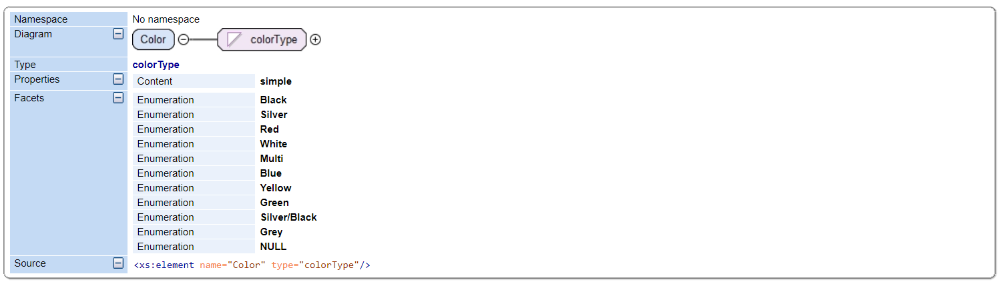 Namespace No namespace
Diagram Color colorType
Type colorType
Properties Content simple
Facets Enumeration Black
Enumeration Silver
Enumeration Red
Enumeration White
Enumeration Multi
Enumeration Blue
Enumeration Yellow
Enumeration Green
Enumeration Silver/Black
Enumeration Grey
Enumeration NULL
Source <xs:element name="Color" type="colorType"/>